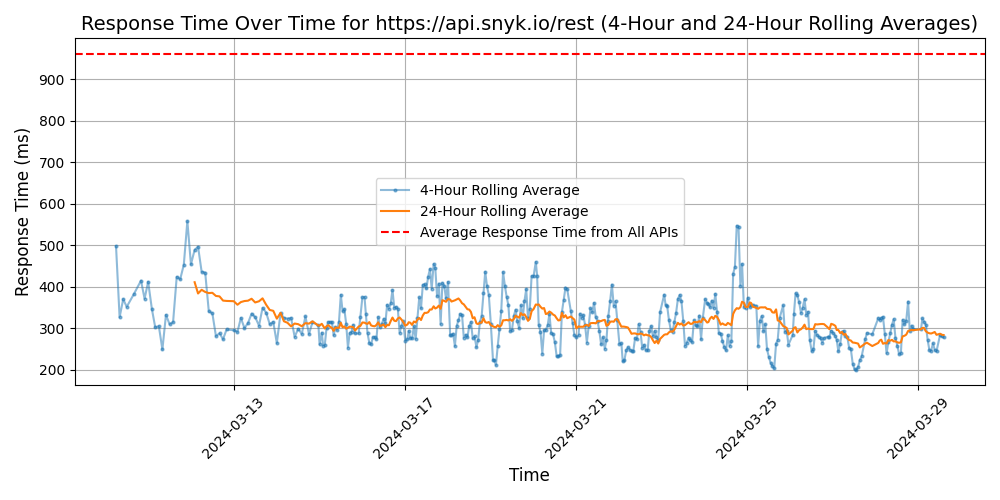 Response Time Over Time for https://api.snyk.io/rest (4-Hour and 24-Hour Rolling Averages)
Response Time (ms)
900
800
700
600
500
400
300
200
4-Hour Rolling Average
24-Hour Rolling Average
Average Response Time from All APIs
2024-03-13
2024-03-17
2024-03-21
2024-03-25
2024-03-29
Time